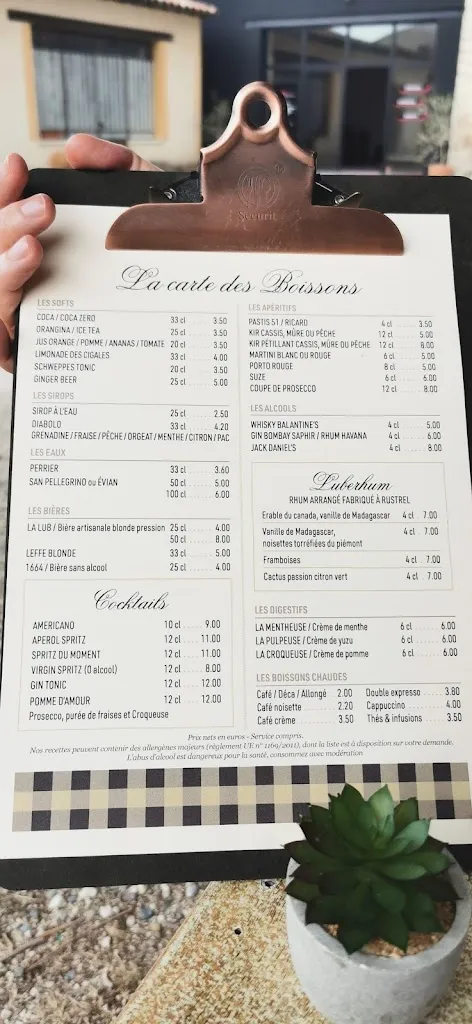 Securit
La carte des Boissons
LES SOFTS
COCA / COCA ZERO 33 cl ..... 3.50
ORANGINA / ICE TEA 25 cl ..... 3.50
JUS ORANGE / POMME / ANANAS / TOMATE 20 cl ..... 3.50
LIMONADE DES CIGALES 33 cl ..... 4.00
SCHWEPPES TONIC 20 cl ..... 3.50
GINGER BEER 25 cl ..... 5.00
LES SIROPS
SIROP À L'EAU 25 cl ..... 2.50
DIABOLO 33 cl ..... 4.20
GRENADINE / FRAISE / PÊCHE / ORGEAT / MENTHE / CITRON / PAC
LES EAUX
PERRIER 33 cl ..... 3.60
SAN PELLEGRINO ou ÉVIAN 50 cl ..... 5.00
100 cl ..... 6.00
LES BIÈRES
LA LUB / Bière artisanale blonde pression 25 cl ..... 4.00
50 cl ..... 8.00
LEFFE BLONDE 33 cl ..... 5.00
1664 / Bière sans alcool 25 cl ..... 4.00
Cocktails
AMERICANO 10 cl ..... 9.00
APEROL SPRITZ 12 cl ..... 11.00
SPRITZ DU MOMENT 12 cl ..... 11.00
VIRGIN SPRITZ (0 alcool) 12 cl ..... 8.00
GIN TONIC 12 cl ..... 12.00
POMME D'AMOUR 12 cl ..... 12.00
Prosecco, purée de fraises et Croqueuse
LES APÉRITIFS
PASTIS 51 / RICARD 4 cl ..... 3.50
KIR CASSIS, MÛRE OU PÊCHE 12 cl ..... 5.00
KIR PÉTILLANT CASSIS, MÛRE OU PÊCHE 12 cl ..... 8.00
MARTINI BLANC OU ROUGE 6 cl ..... 5.00
PORTO ROUGE 8 cl ..... 5.00
SUZE 6 cl ..... 6.00
COUPE DE PROSECCO 12 cl ..... 8.00
LES ALCOOLS
WHISKY BALANTINE'S 4 cl ..... 5.00
GIN BOMBAY SAPHIR / RHUM HAVANA 4 cl ..... 6.00
JACK DANIEL'S 4 cl ..... 8.00
Luberhum
RHUM ARRANGÉ FABRIQUÉ À RUSTREL
Erable du canada, vanille de Madagascar 4 cl . 7.00
Vanille de Madagascar, 4 cl . 7.00
noisettes torréfiées du piémont
Framboises 4 cl . 7.00
Cactus passion citron vert 4 cl . 7.00
LES DIGESTIFS
LA MENTHEUSE / Crème de menthe 6 cl ..... 6.00
LA PULPEUSE / Crème de yuzu 6 cl ..... 6.00
LA CROQUEUSE / Crème de pomme 6 cl ..... 6.00
LES BOISSONS CHAUDES
Café / Déca / Allongé 2.00 Double expresso ..... 3.80
Café noisette ..... 2.20 Cappuccino ..... 4.00
Café crème ..... 3.50 Thés & infusions ..... 3.50
Prix nets en euros - Service compris.
Nos recettes peuvent contenir des allergènes majeurs (règlement UE n° 1169/2011), dont la liste est à disposition sur votre demande.
L'abus d'alcool est dangereux pour la santé, consommez avec modération